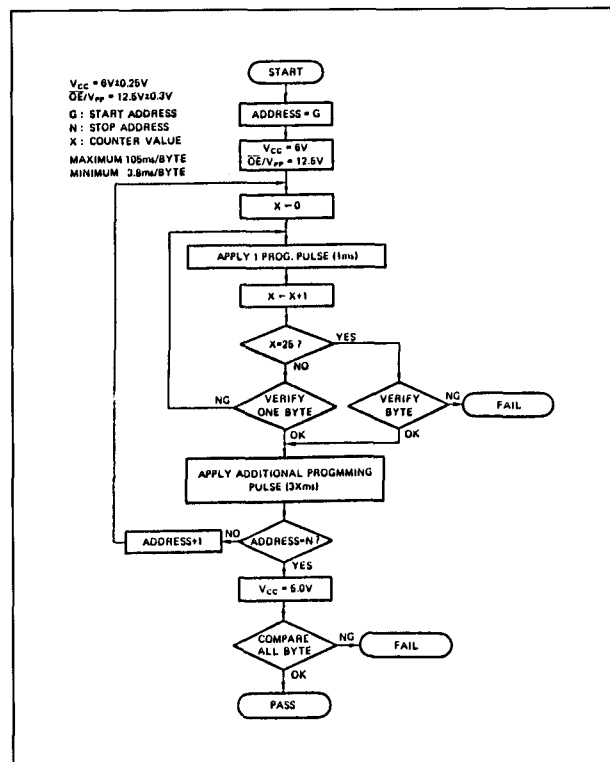 V̅C̅C̅ = 6V±0.25V
O̅E̅/VPP = 12.5V±0.3V
G : START ADDRESS
N : STOP ADDRESS
X : COUNTER VALUE
MAXIMUM 105ms/BYTE
MINIMUM 3.8ms/BYTE
START
ADDRESS = G
VCC = 6V
O̅E̅/VPP = 12.5V
X ← 0
APPLY 1 PROG. PULSE (1ms)
X ← X+1
X=25 ?
YES
NO
NG
VERIFY
ONE BYTE
OK
VERIFY
BYTE
NG
FAIL
OK
APPLY ADDITIONAL PROGMMING
PULSE (3Xms)
ADDRESS+1
NO
ADDRESS=N?
YES
VCC = 5.0V
COMPARE
ALL BYTE
NG
FAIL
OK
PASS